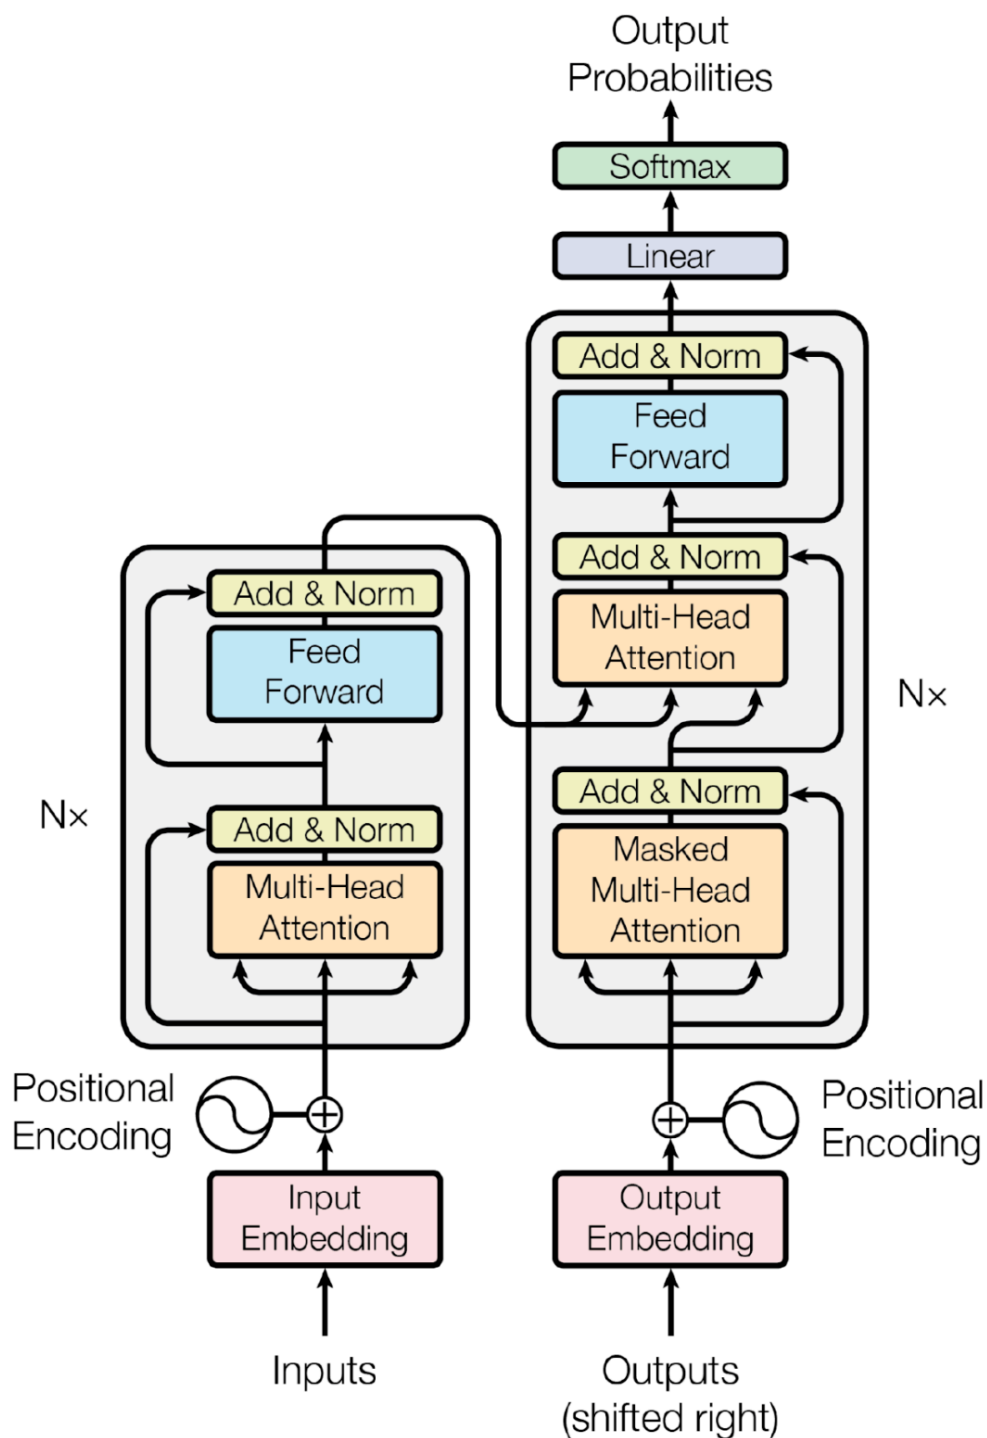 Output
Probabilities
Softmax
Linear
Add & Norm
Feed
Forward
Add & Norm
Multi-Head
Attention
Add & Norm
Masked
Multi-Head
Attention
N×
Add & Norm
Feed
Forward
Add & Norm
Multi-Head
Attention
N×
Positional
Encoding
Positional
Encoding
Input
Embedding
Output
Embedding
Inputs
Outputs
(shifted right)